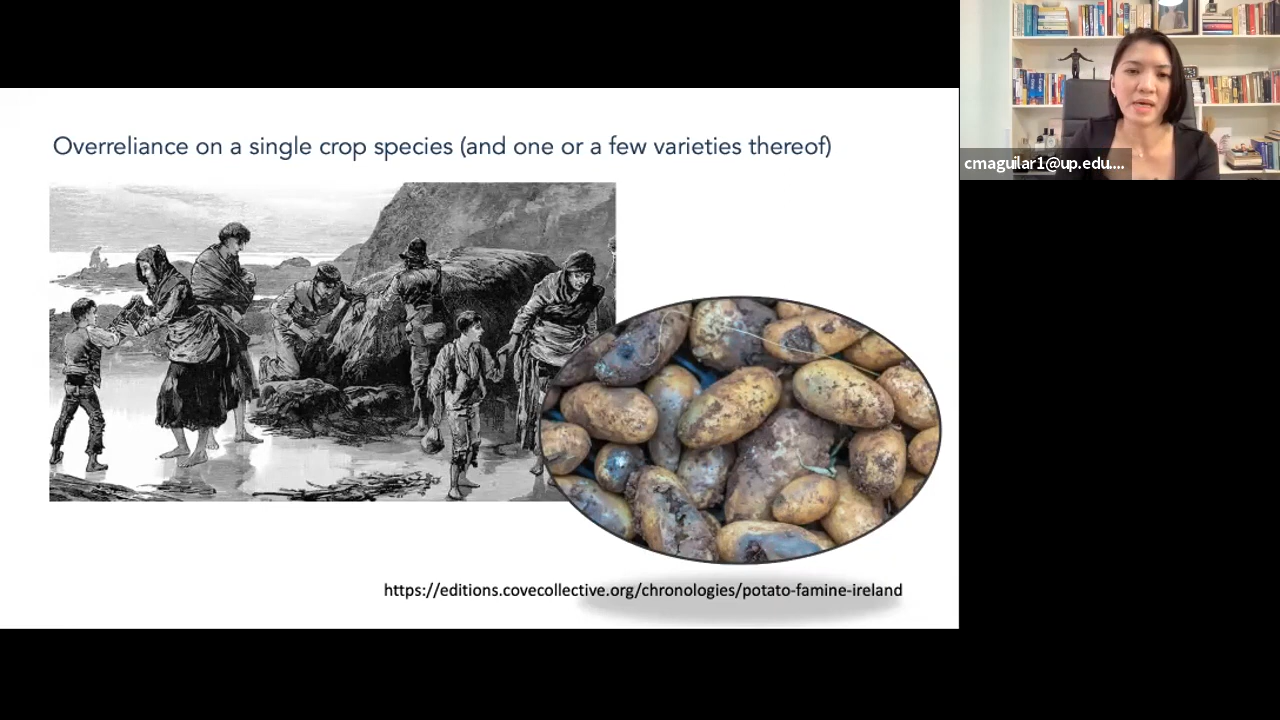 Overreliance on a single crop species (and one or a few varieties thereof)
cmaguilar1@up.edu....
https://editions.covecollective.org/chronologies/potato-famine-ireland